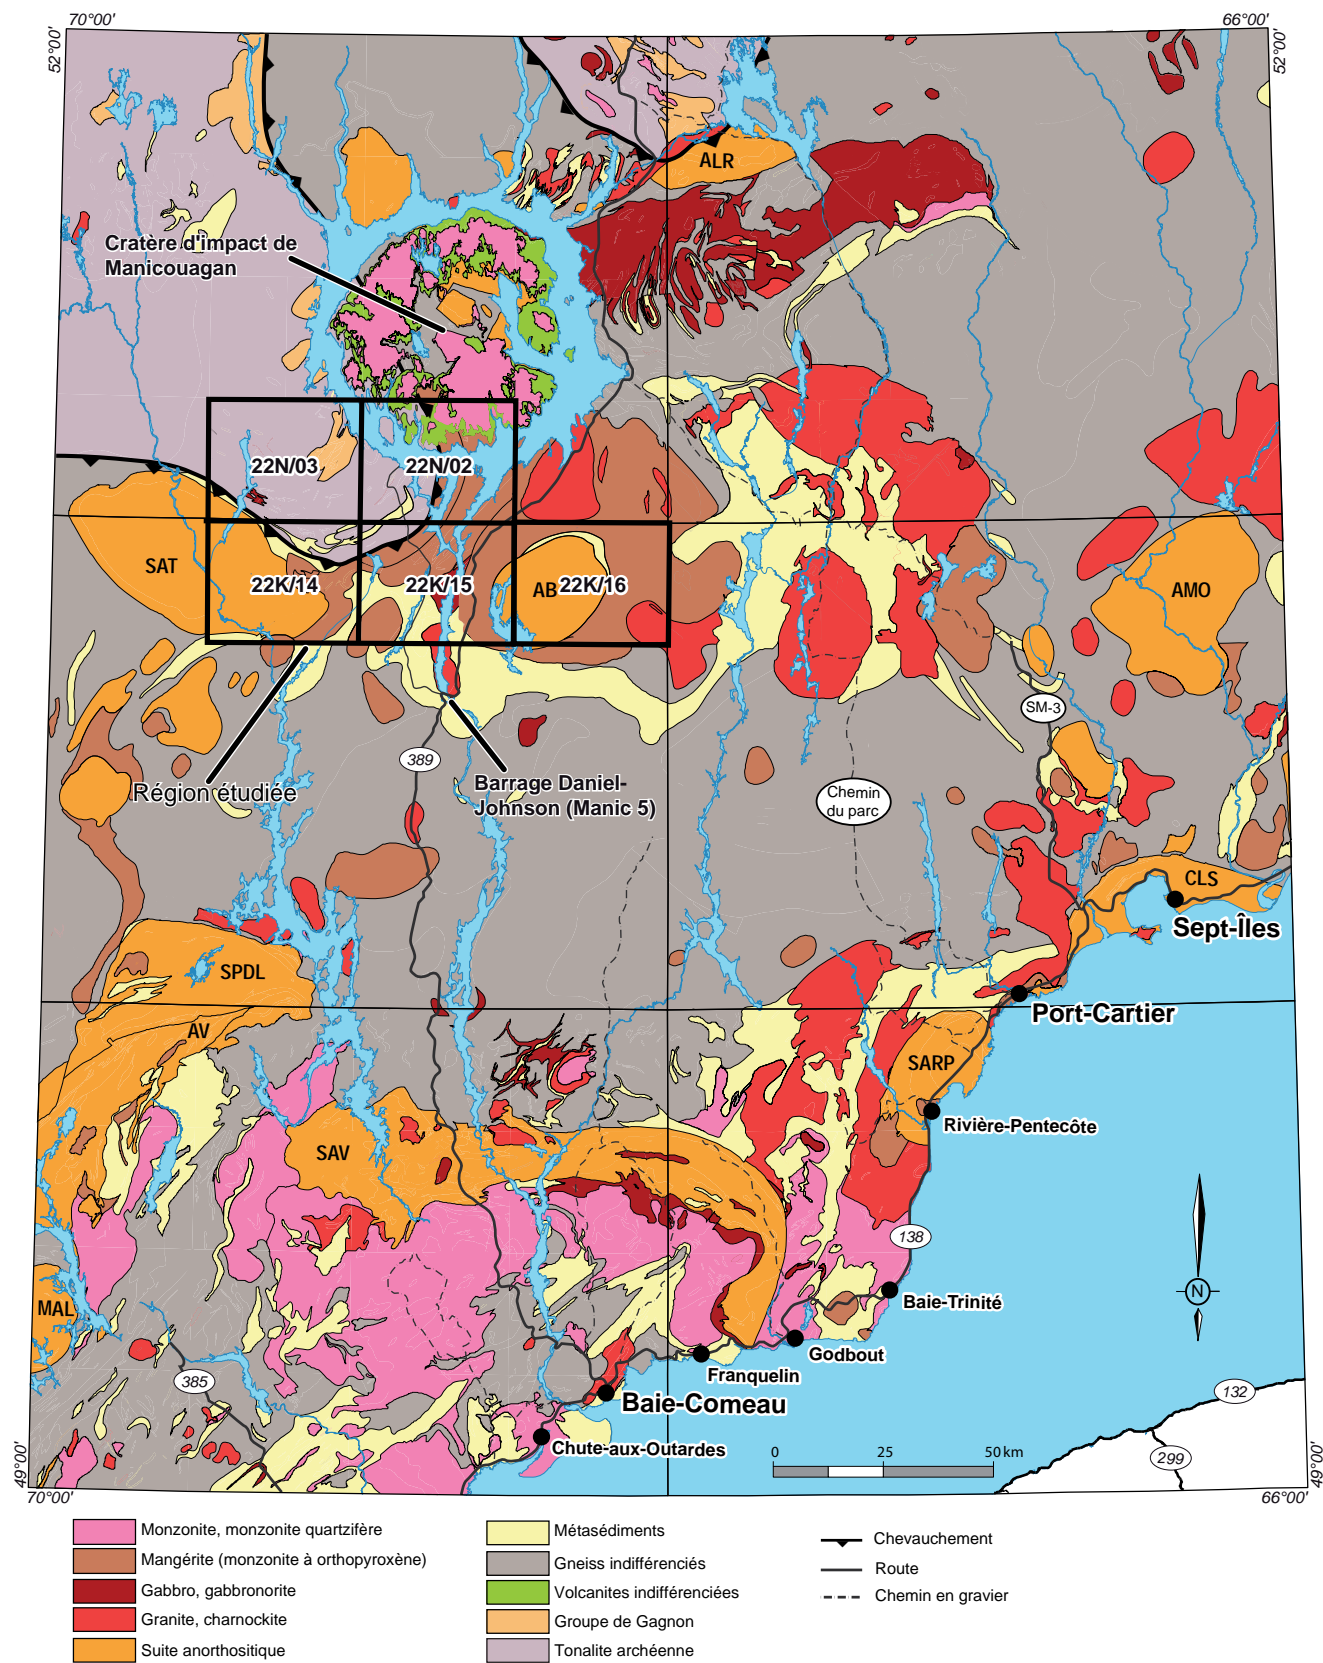 70°00'
66°00'
52°00'
52°00'
ALR
Cratère d'impact de
Manicouagan
22N/03
22N/02
SAT
22K/14
22K/15
AB
22K/16
AMO
SM-3
389
Région étudiée
Barrage Daniel-
Johnson (Manic 5)
Chemin
du parc
CLS
Sept-Îles
SPDL
AV
Port-Cartier
SARP
Rivière-Pentecôte
SAV
138
MAL
Baie-Trinité
N
Godbout
Franquelin
385
Baie-Comeau
132
Chute-aux-Outardes
299
0
25
50 km
49°00'
49°00'
70°00'
66°00'
Monzonite, monzonite quartzifère
Mangérite (monzonite à orthopyroxène)
Gabbro, gabbronorite
Granite, charnockite
Suite anorthositique
Métasédiments
Gneiss indifférenciés
Volcanites indifférenciées
Groupe de Gagnon
Tonalite archéenne
Chevauchement
Route
Chemin en gravier